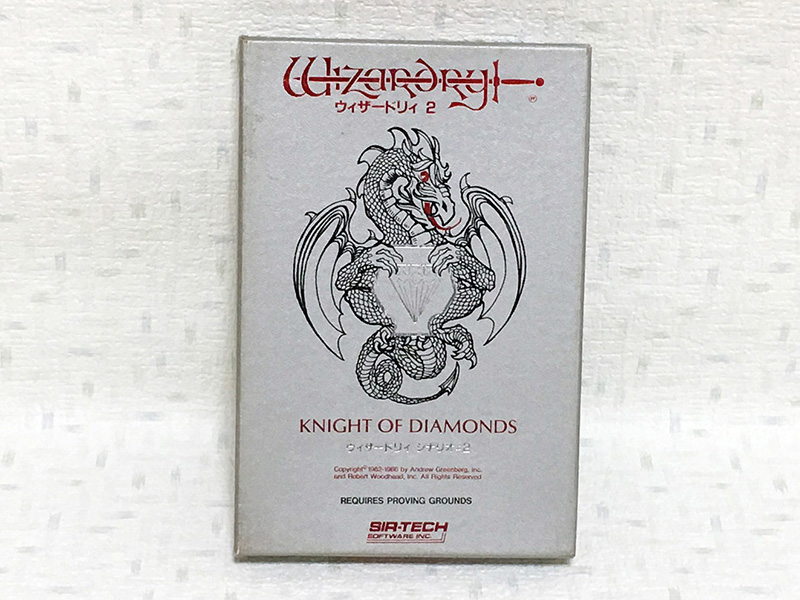 Wizardry
ウィザードリィ 2
KNIGHT OF DIAMONDS
ウィザードリィ シナリオ#2
Copyright©1982-1986 by Andrew Greenberg, Inc.
and Robert Woodhead, Inc. All Rights Reserved
REQUIRES PROVING GROUNDS
SIR-TECH
SOFTWARE INC.